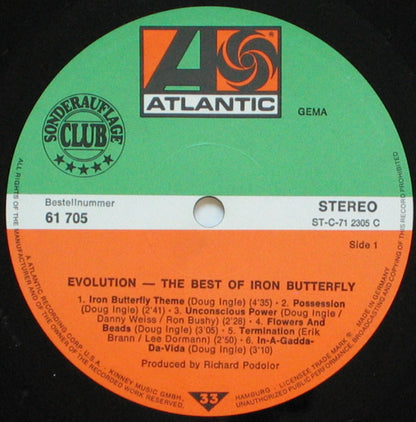 ATLANTIC
®
GEMA
SONDERAUFLAGE
CLUB
Bestellnummer
61 705
STEREO
ST-C-71 2305 C
Side 1
EVOLUTION — THE BEST OF IRON BUTTERFLY
1. Iron Butterfly Theme (Doug Ingle) (4'35) · 2. Possession
(Doug Ingle) (2'41) · 3. Unconscious Power (Doug Ingle /
Danny Weiss / Ron Bushy) (2'28) · 4. Flowers And
Beads (Doug Ingle) (3'05) · 5. Termination (Erik
Brann / Lee Dormann) (2'50) · 6. In-A-Gadda-
Da-Vida (Doug Ingle) (3'10)
Produced by Richard Podolor
33
ALL RIGHTS OF THE MANUFACTURER AND OF THE OWNER OF THE RECORDED WORK RESERVED.
A. ATLANTIC RECORDING CORP. U.S.A. — KINNEY MUSIC GMBH,
HAMBURG — LICENSEE TRADE MARK — MADE IN GERMANY
UNAUTHORIZED PUBLIC PERFORMANCE, BROADCASTING AND COPYING OF THIS RECORD PROHIBITED